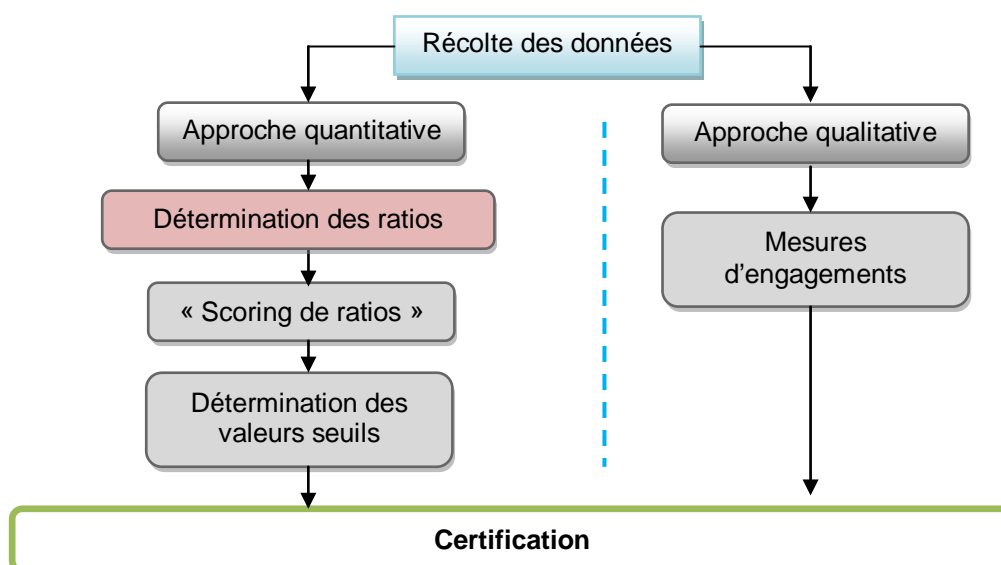 Récolte des données
Approche quantitative
Approche qualitative
Détermination des ratios
Mesures
d’engagements
« Scoring de ratios »
Détermination des
valeurs seuils
Certification